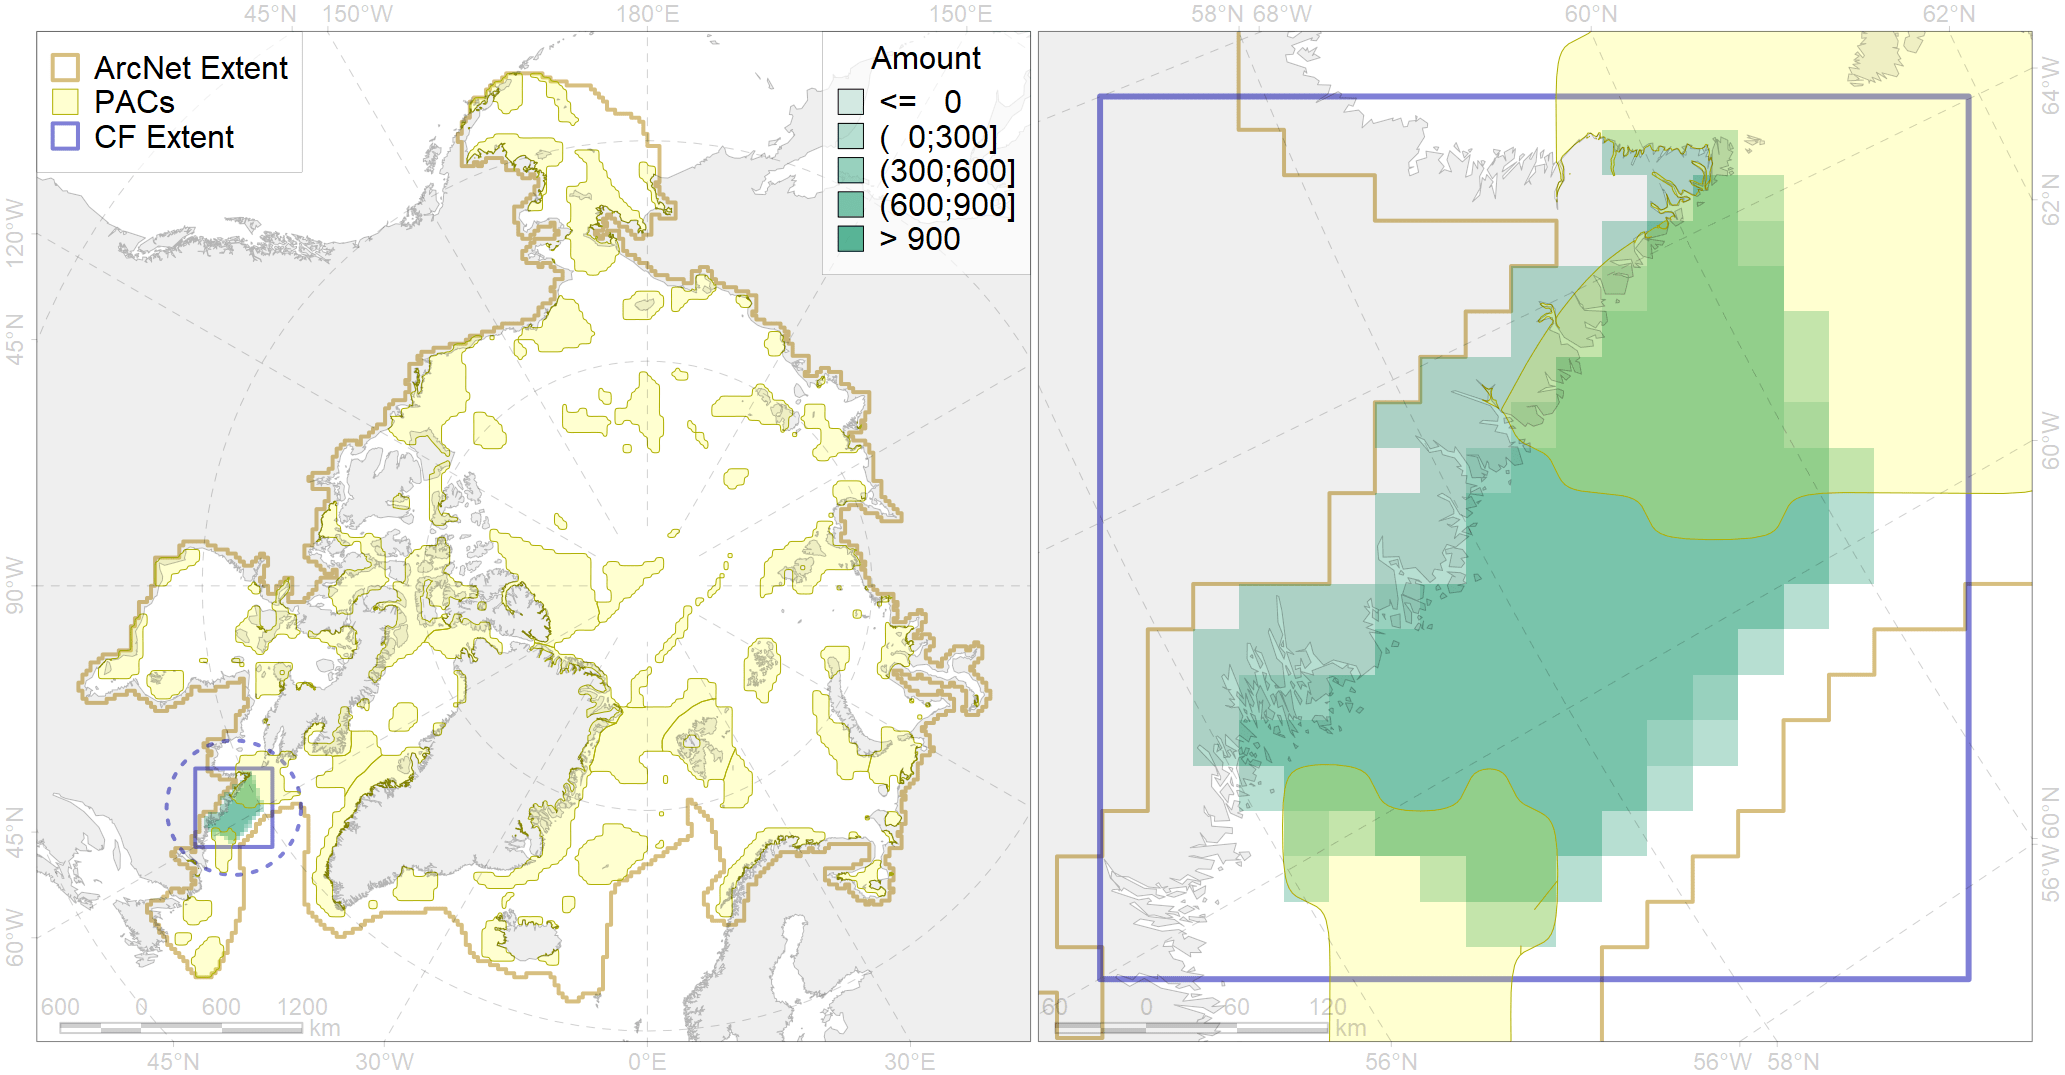 45°N 150°W 180°E 150°E 58°N 68°W 60°N 62°N
ArcNet Extent
PACs
CF Extent
Amount
<= 0
( 0;300]
(300;600]
(600;900]
> 900
120°W
45°N
90°W
45°N
60°W
64°W
62°N
60°W
60°N
56°W
600 0 600 1200
km
60 0 60 120
km
45°N 30°W 0°E 30°E 56°N 56°W 58°N